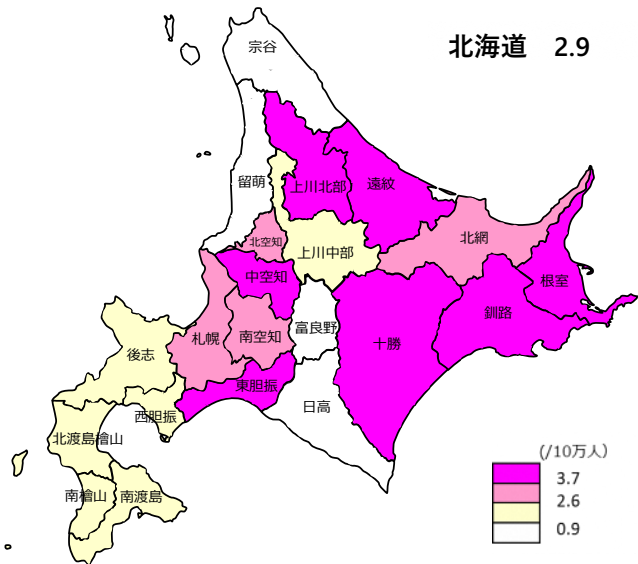 北海道　2.9
宗谷
留萌
上川北部
遠紋
北空知
上川中部
北網
中空知
根室
釧路
富良野
札幌
南空知
十勝
後志
東胆振
西胆振
日高
北渡島檜山
南檜山
南渡島
(/10万人)
3.7
2.6
0.9